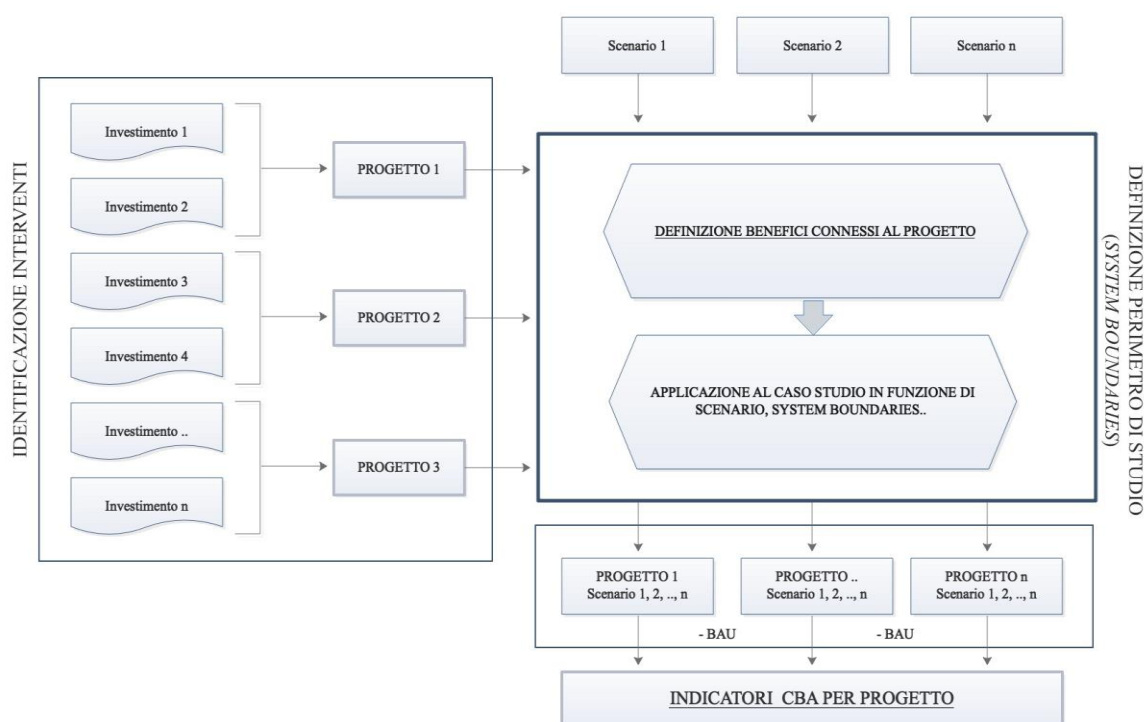 Scenario 1
Scenario 2
Scenario n
IDENTIFICAZIONE INTERVENTI
Investimento 1
Investimento 2
Investimento 3
Investimento 4
Investimento ..
Investimento n
PROGETTO 1
PROGETTO 2
PROGETTO 3
DEFINIZIONE BENEFICI CONNESSI AL PROGETTO
APPLICAZIONE AL CASO STUDIO IN FUNZIONE DI
SCENARIO, SYSTEM BOUNDARIES..
DEFINIZIONE PERIMETRO DI STUDIO
(SYSTEM BOUNDARIES)
PROGETTO 1
Scenario 1, 2, .., n
PROGETTO ..
Scenario 1, 2, .., n
PROGETTO n
Scenario 1, 2, .., n
- BAU
- BAU
INDICATORI CBA PER PROGETTO